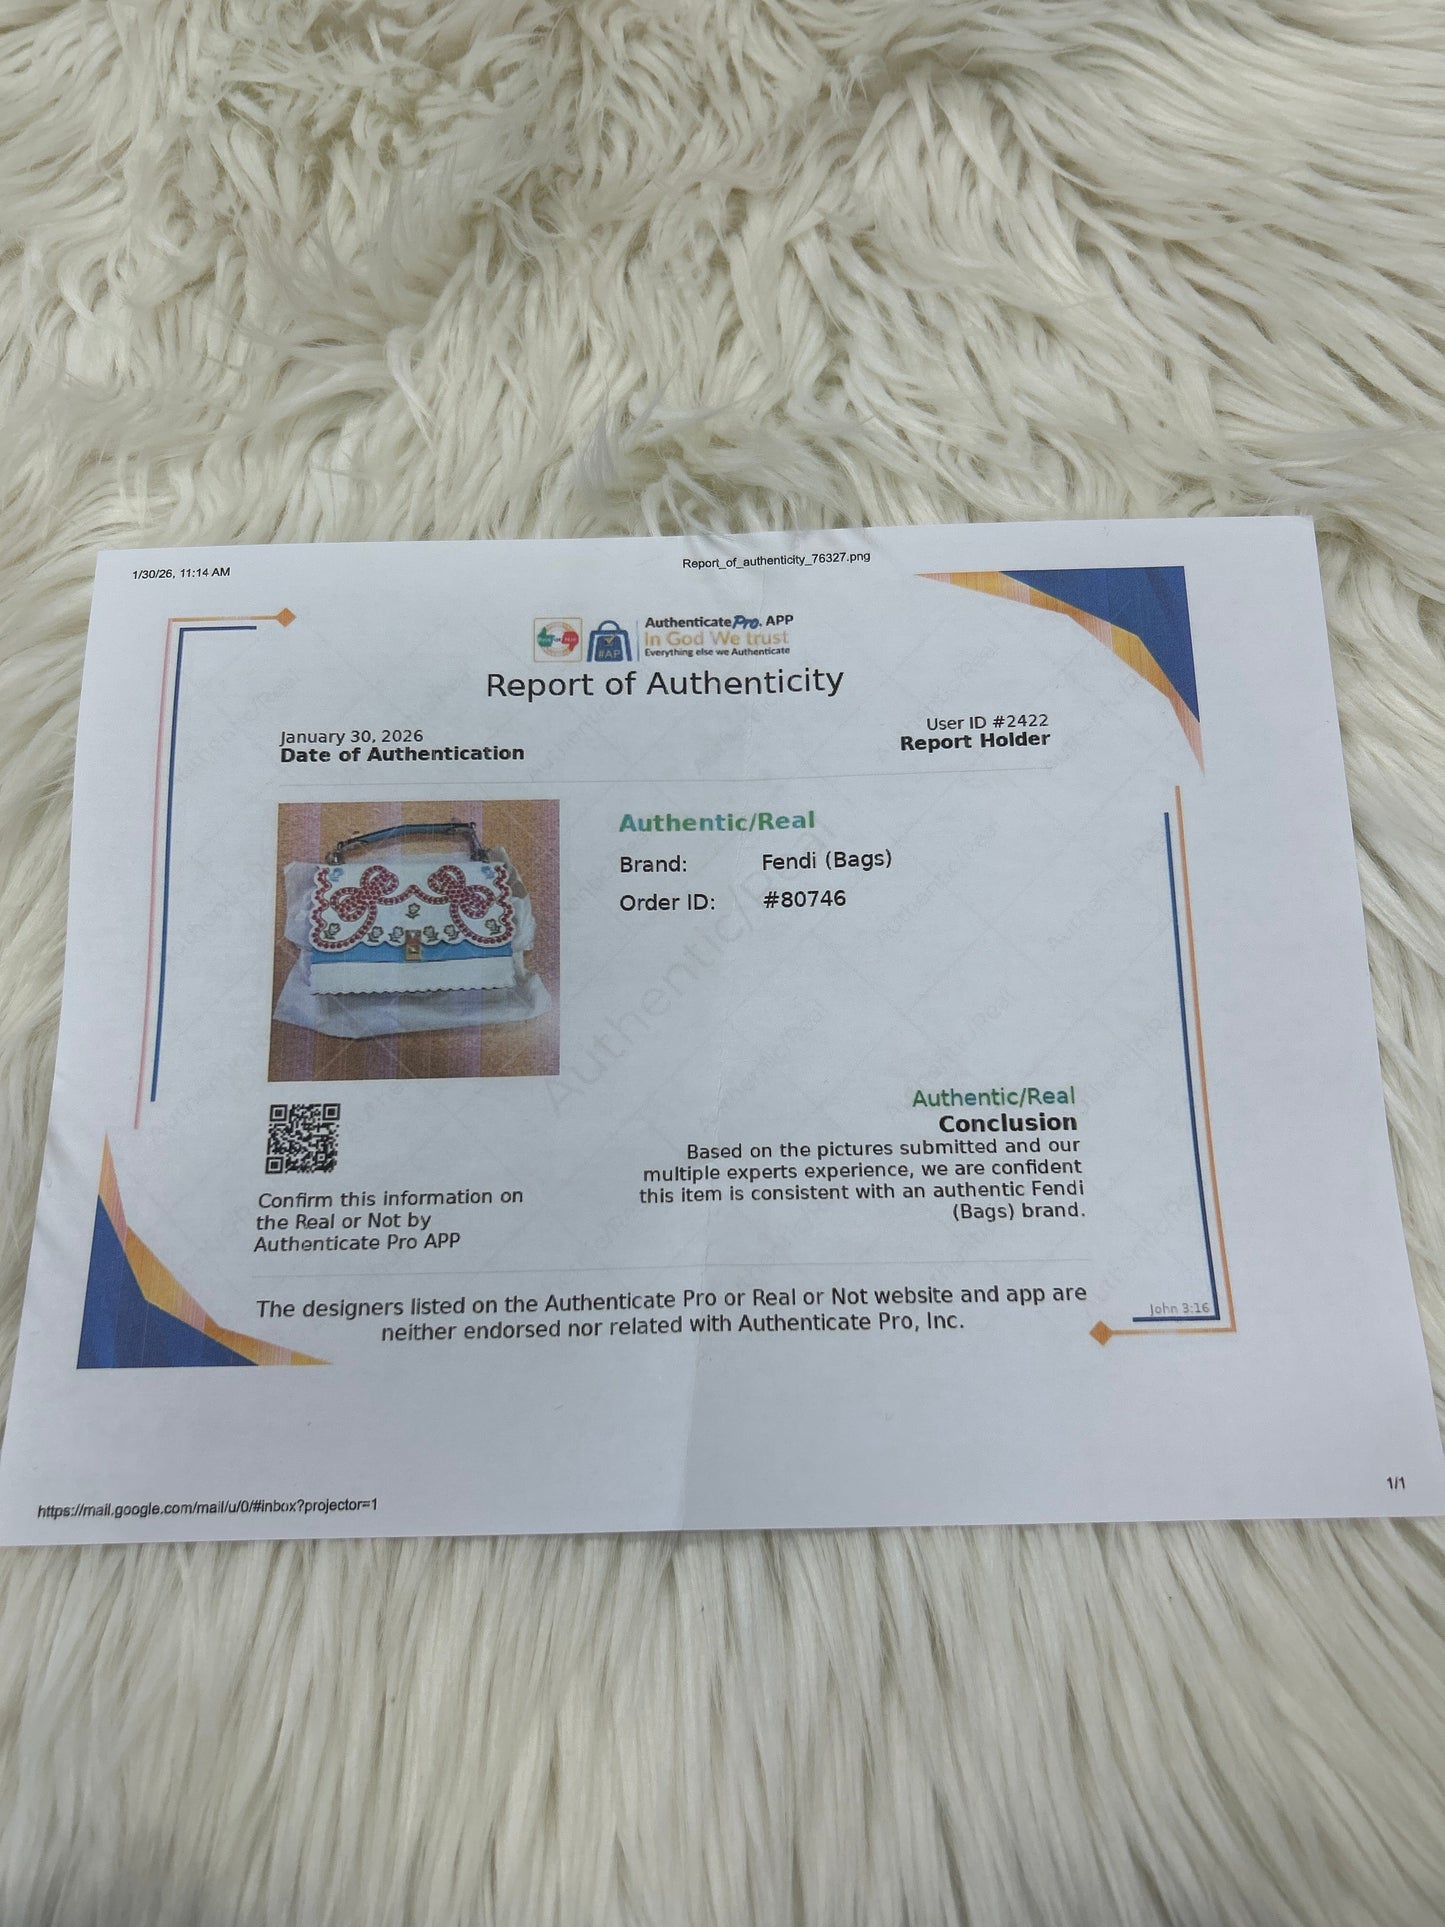 1/30/26, 11:14 AM
Report_of_authenticity_76327.png
AuthenticatePro. APP
In God We trust
Everything else we Authenticate
#AP
Report of Authenticity
January 30, 2026
Date of Authentication
User ID #2422
Report Holder
Authentic/Real
Brand: Fendi (Bags)
Order ID: #80746
Confirm this information on
the Real or Not by
Authenticate Pro APP
Authentic/Real
Conclusion
Based on the pictures submitted and our
multiple experts experience, we are confident
this item is consistent with an authentic Fendi
(Bags) brand.
The designers listed on the Authenticate Pro or Real or Not website and app are
neither endorsed nor related with Authenticate Pro, Inc.
John 3:16
https://mail.google.com/mail/u/0/#inbox?projector=1
1/1
Authentic/Real